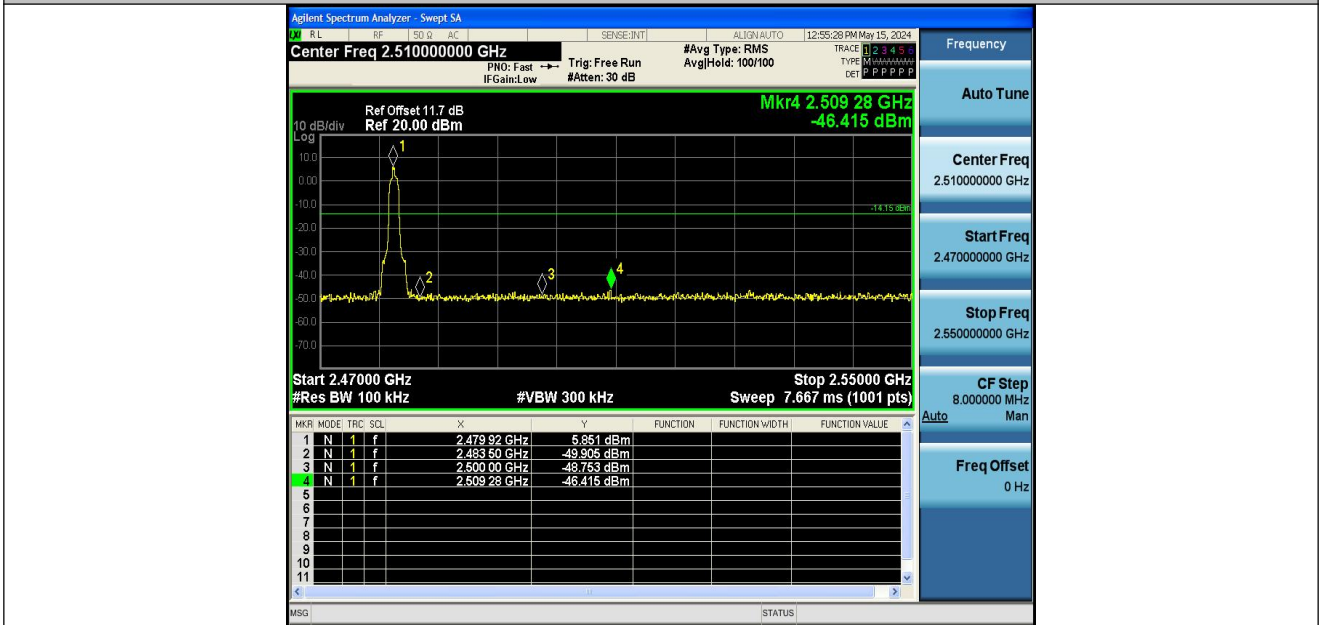 Agilent Spectrum Analyzer - Swept SA
LXI RL RF 50 Ω AC SENSE:INT ALIGN AUTO 12:55:28 PM May 15, 2024
Center Freq 2.510000000 GHz
PNO: Fast
IFGain:Low
Trig: Free Run
#Atten: 30 dB
#Avg Type: RMS
Avg|Hold: 100/100
TRACE 1 2 3 4 5 6
TYPE M
DET P P P P P P
Ref Offset 11.7 dB
10 dB/div Ref 20.00 dBm
Log
Mkr4 2.509 28 GHz
-46.415 dBm
1
10.0
0.00
-10.0
-14.15 dBm
-20.0
-30.0
-40.0
2
3
4
-50.0
-60.0
-70.0
Start 2.47000 GHz Stop 2.55000 GHz
#Res BW 100 kHz #VBW 300 kHz Sweep 7.667 ms (1001 pts)
MKR MODE TRC SCL X Y FUNCTION FUNCTION WIDTH FUNCTION VALUE
1 N 1 f 2.479 92 GHz 5.851 dBm
2 N 1 f 2.483 50 GHz -49.905 dBm
3 N 1 f 2.500 00 GHz -48.753 dBm
4 N 1 f 2.509 28 GHz -46.415 dBm
5
6
7
8
9
10
11
MSG STATUS
Frequency
Auto Tune
Center Freq
2.510000000 GHz
Start Freq
2.470000000 GHz
Stop Freq
2.550000000 GHz
CF Step
8.000000 MHz
Auto Man
Freq Offset
0 Hz